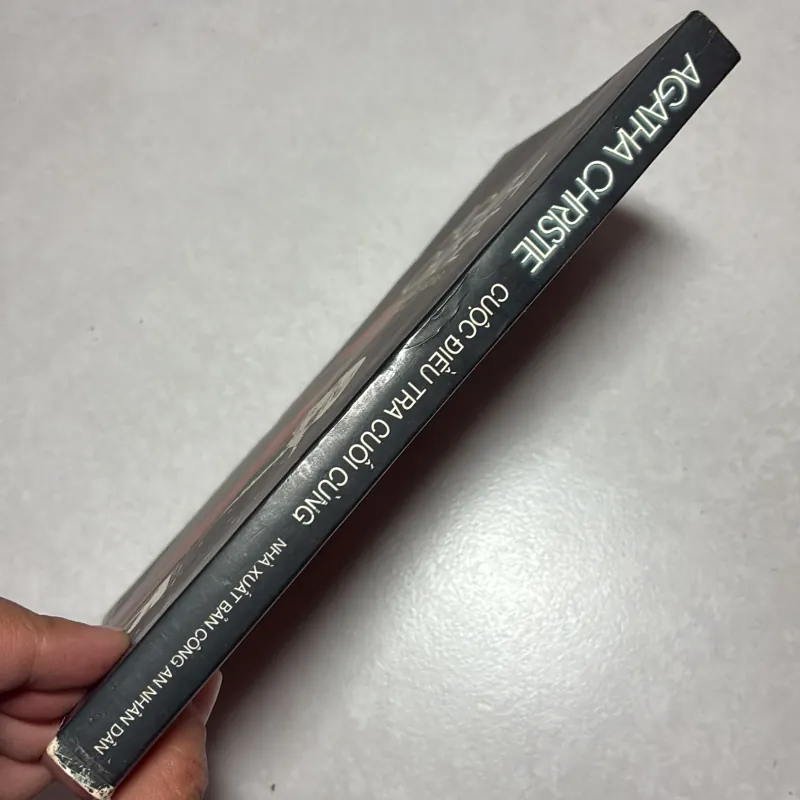 AGATHA CHRISTIE
CUỘC ĐIỀU TRA CUỐI CÙNG
NHÀ XUẤT BẢN CÔNG AN NHÂN DÂN